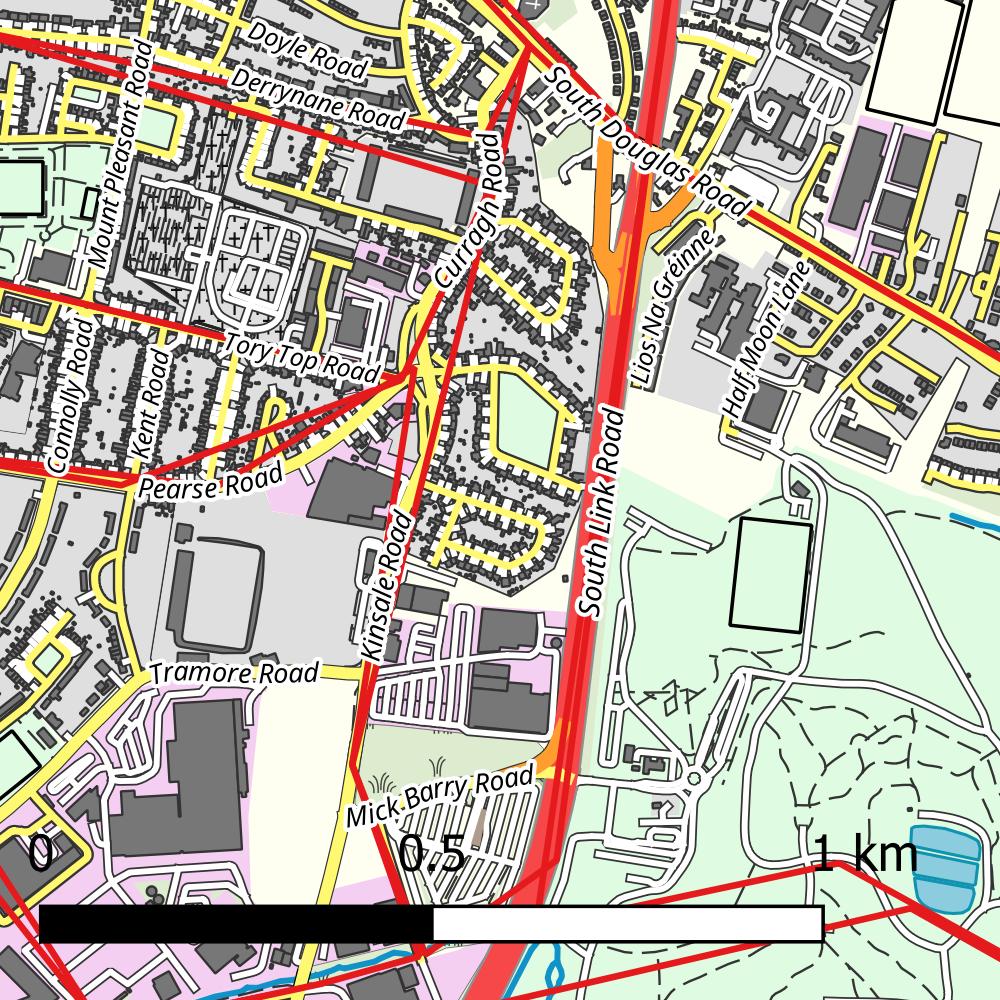 Doyle Road
Derrynane Road
South Douglas Road
Mount Pleasant Road
Curragh Road
Lios Na Gréinne
Half Moon Lane
Tory Top Road
Connolly Road
Kent Road
Pearse Road
South Link Road
Kinsale Road
Tramore Road
Mick Barry Road
0 0.5 1 km